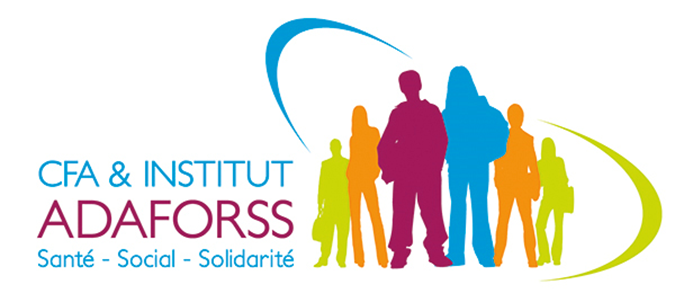 CFA & INSTITUT
ADAFORSS
Santé - Social - Solidarité